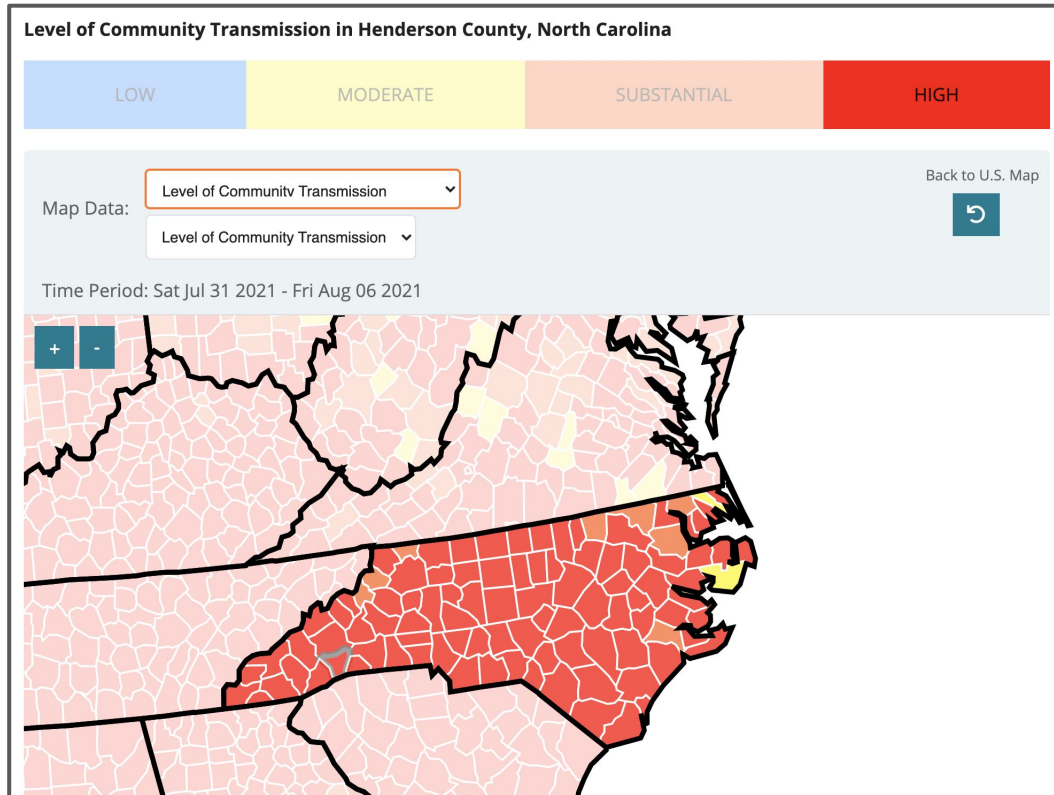 Level of Community Transmission in Henderson County, North Carolina
LOW MODERATE SUBSTANTIAL HIGH
Back to U.S. Map
Map Data:
Level of Community Transmission
Level of Community Transmission
Time Period: Sat Jul 31 2021 - Fri Aug 06 2021
+ -